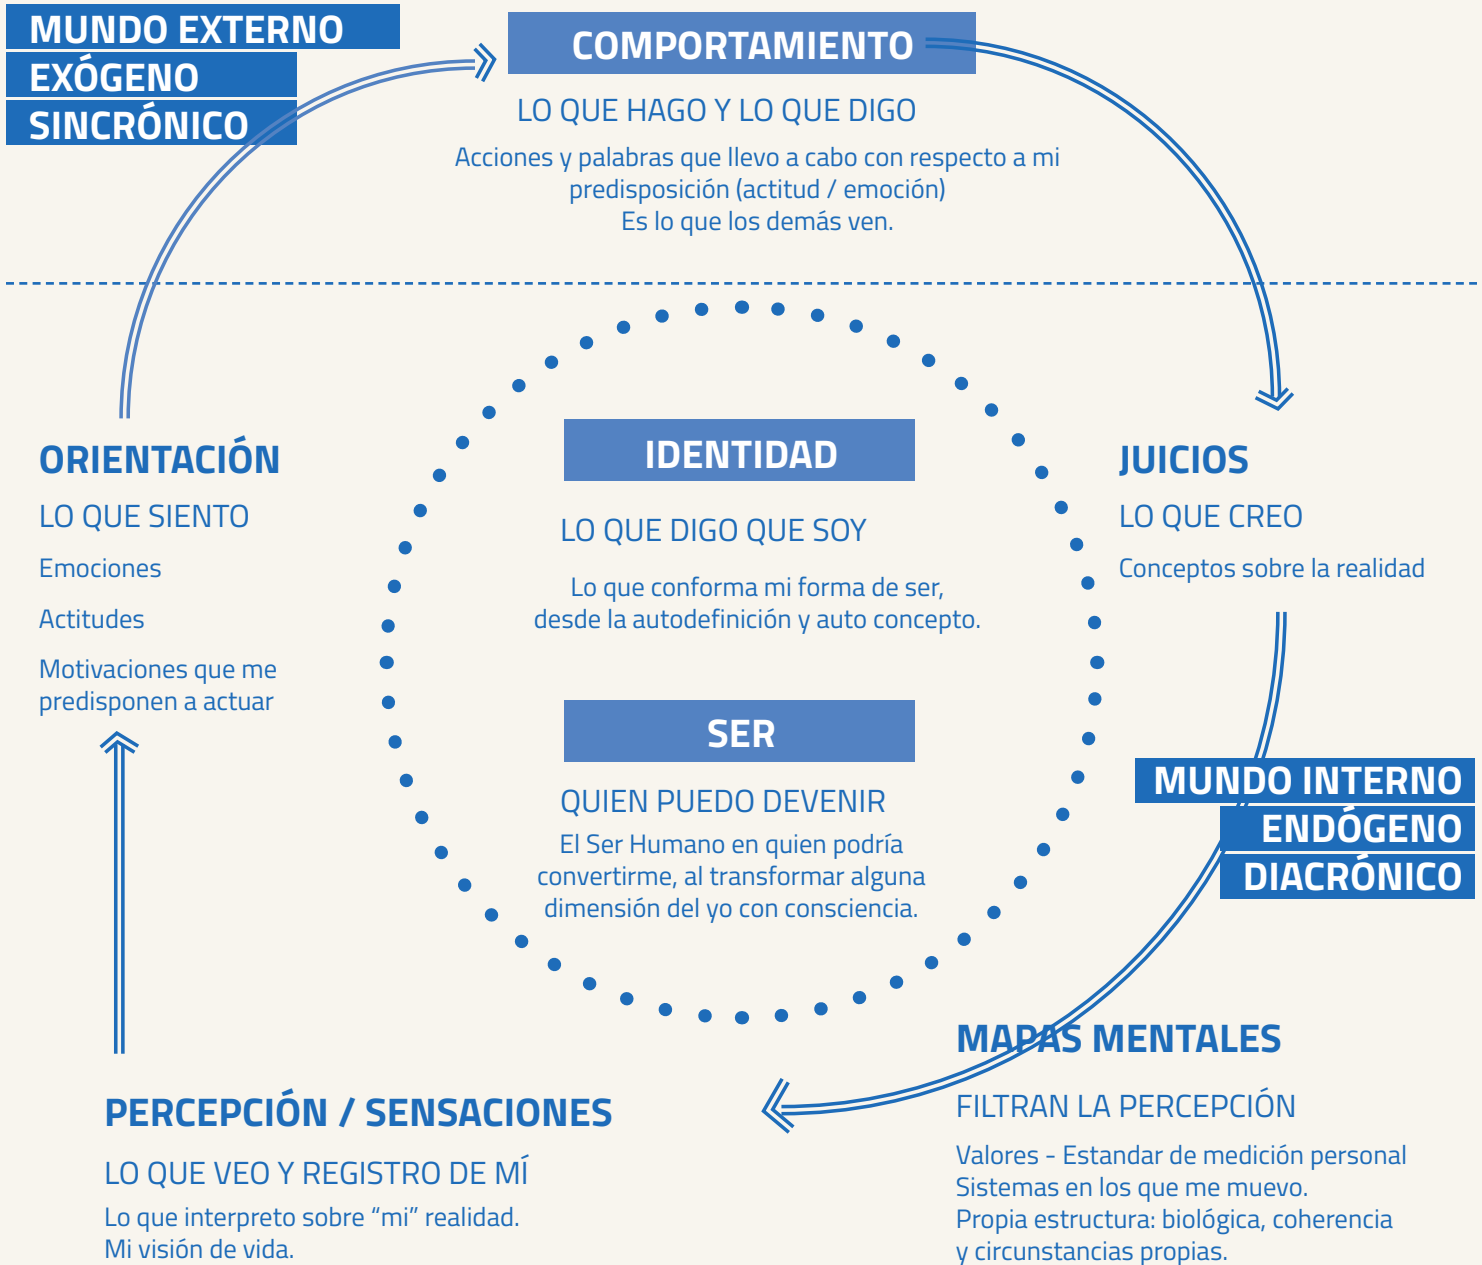 MUNDO EXTERNO
EXÓGENO
SINCRÓNICO
COMPORTAMIENTO
LO QUE HAGO Y LO QUE DIGO
Acciones y palabras que llevo a cabo con respecto a mi
predisposición (actitud / emoción)
Es lo que los demás ven.
ORIENTACIÓN
LO QUE SIENTO
Emociones
Actitudes
Motivaciones que me
predisponen a actuar
IDENTIDAD
LO QUE DIGO QUE SOY
Lo que conforma mi forma de ser,
desde la autodefinición y auto concepto.
SER
QUIEN PUEDO DEVENIR
El Ser Humano en quien podría
convertirme, al transformar alguna
dimensión del yo con consciencia.
JUICIOS
LO QUE CREO
Conceptos sobre la realidad
MUNDO INTERNO
ENDÓGENO
DIACRÓNICO
MAPAS MENTALES
FILTRAN LA PERCEPCIÓN
Valores - Estandar de medición personal
Sistemas en los que me muevo.
Propia estructura: biológica, coherencia
y circunstancias propias.
PERCEPCIÓN / SENSACIONES
LO QUE VEO Y REGISTRO DE MÍ
Lo que interpreto sobre “mi” realidad.
Mi visión de vida.